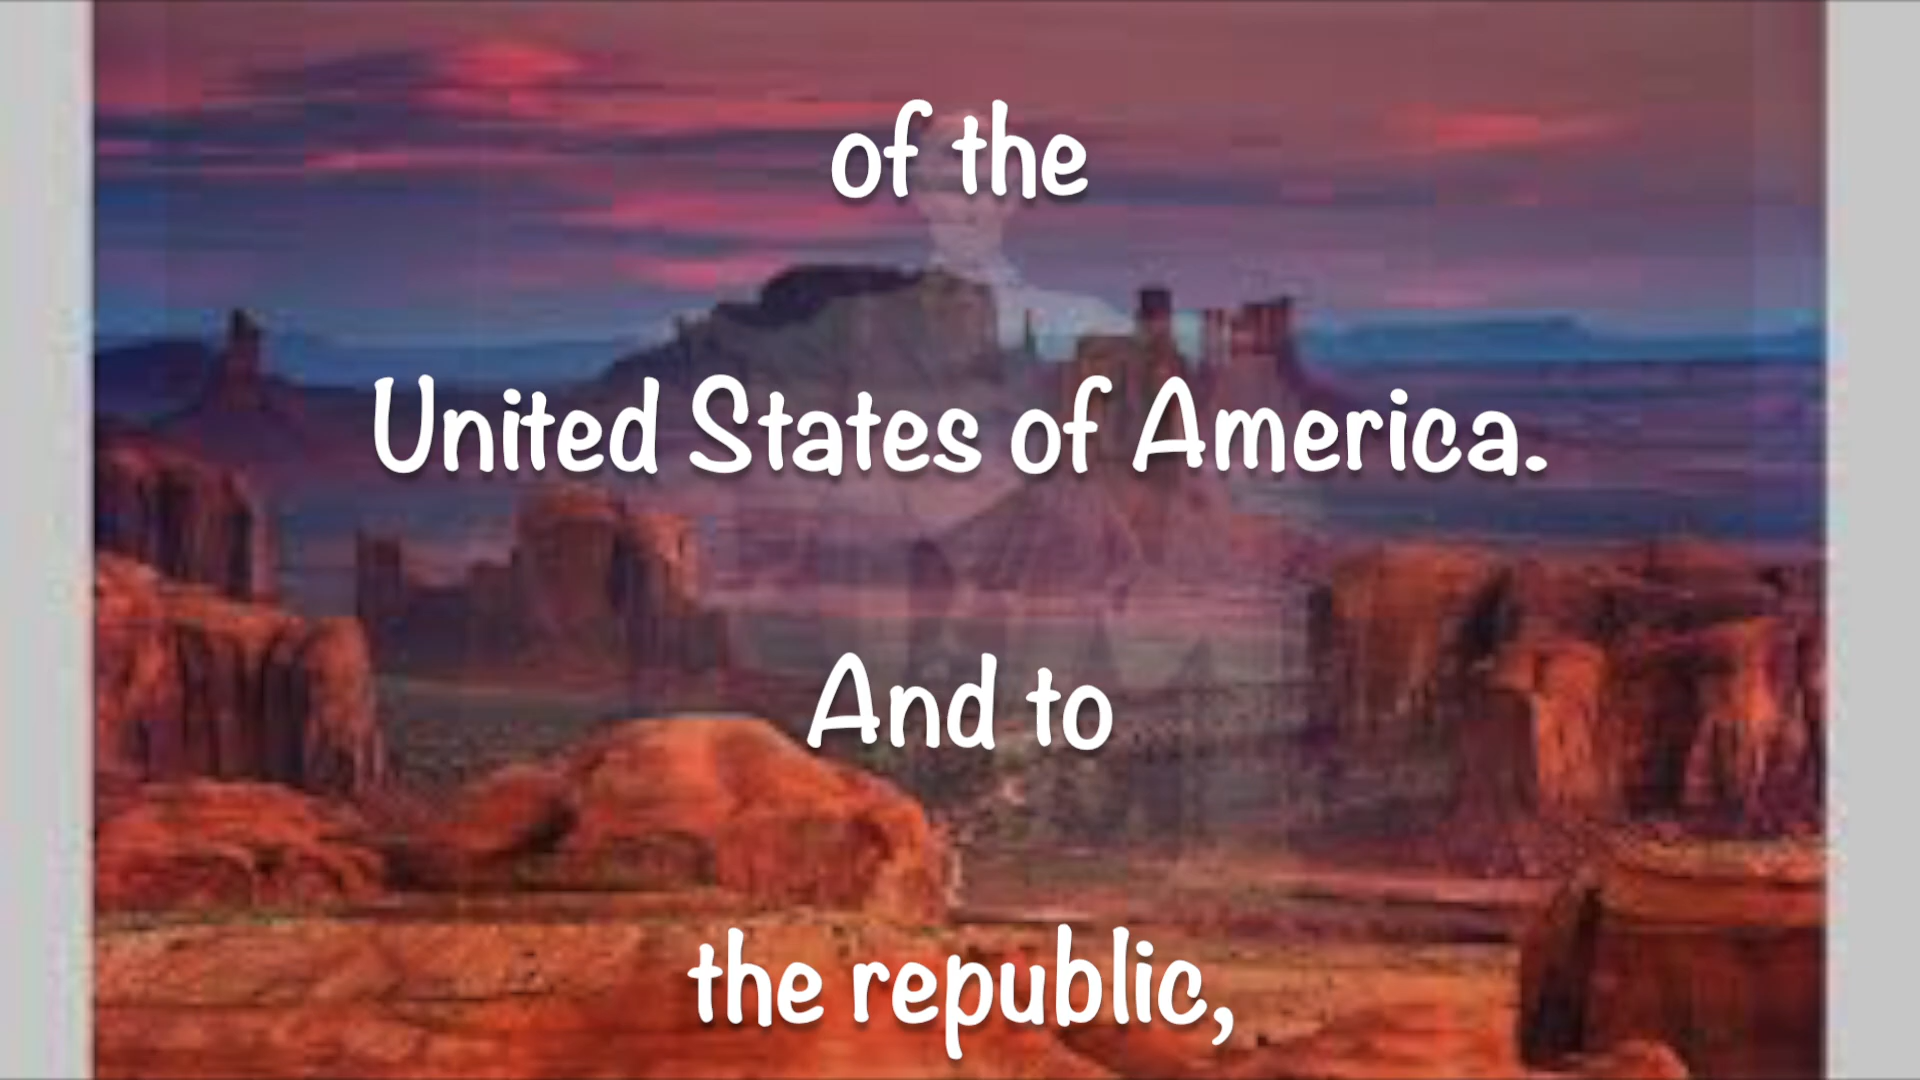 of the
United States of America.
And to
the republic,